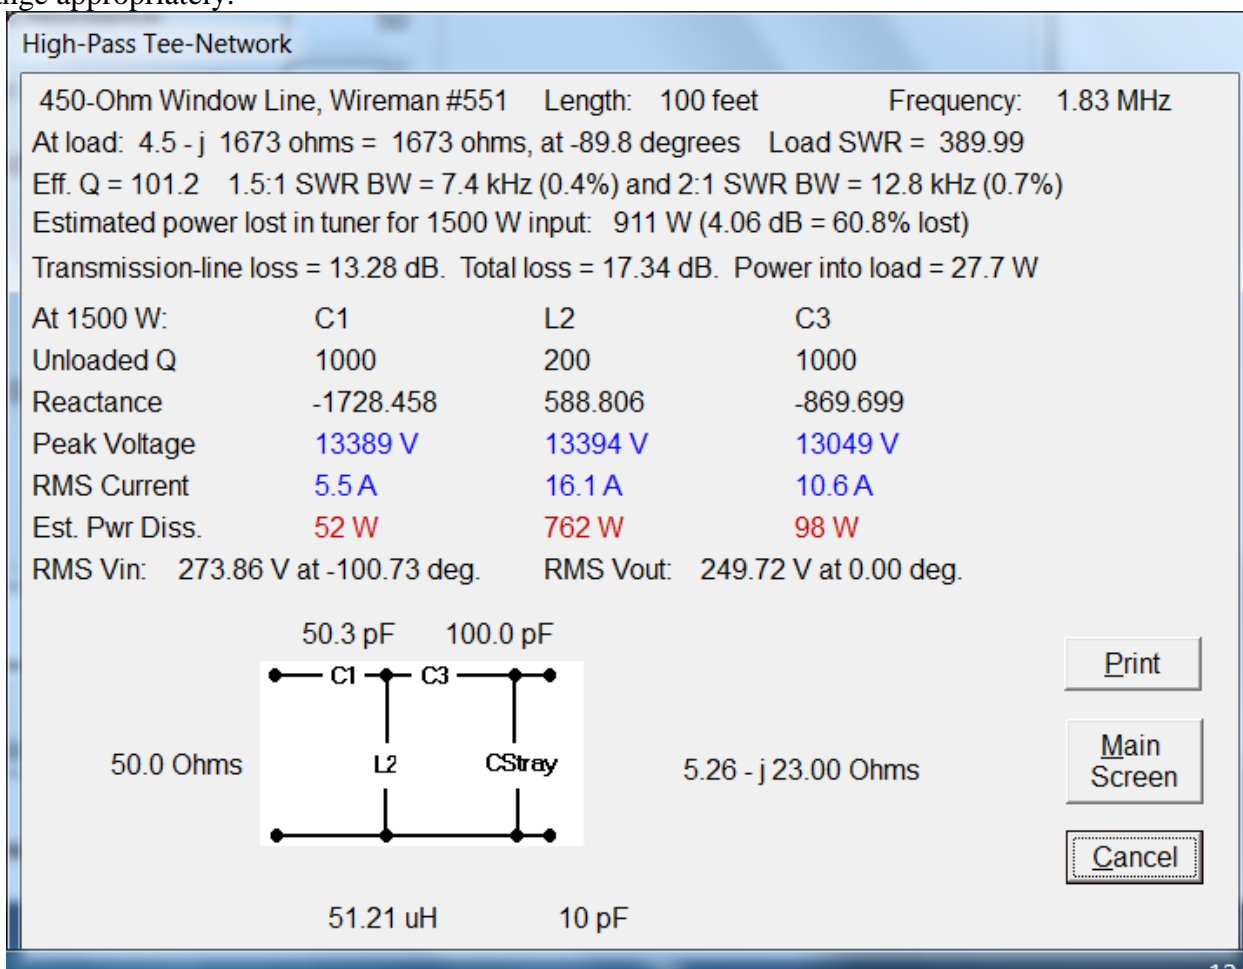 appropriately.
High-Pass Tee-Network
450-Ohm Window Line, Wireman #551 Length: 100 feet Frequency: 1.83 MHz
At load: 4.5 - j 1673 ohms = 1673 ohms, at -89.8 degrees Load SWR = 389.99
Eff. Q = 101.2 1.5:1 SWR BW = 7.4 kHz (0.4%) and 2:1 SWR BW = 12.8 kHz (0.7%)
Estimated power lost in tuner for 1500 W input: 911 W (4.06 dB = 60.8% lost)
Transmission-line loss = 13.28 dB. Total loss = 17.34 dB. Power into load = 27.7 W
At 1500 W: C1 L2 C3
Unloaded Q 1000 200 1000
Reactance -1728.458 588.806 -869.699
Peak Voltage 13389 V 13394 V 13049 V
RMS Current 5.5 A 16.1 A 10.6 A
Est. Pwr Diss. 52 W 762 W 98 W
RMS Vin: 273.86 V at -100.73 deg. RMS Vout: 249.72 V at 0.00 deg.
50.3 pF 100.0 pF
C1 C3
Print
50.0 Ohms L2 CStray 5.26 - j 23.00 Ohms
Main
Screen
Cancel
51.21 uH 10 pF